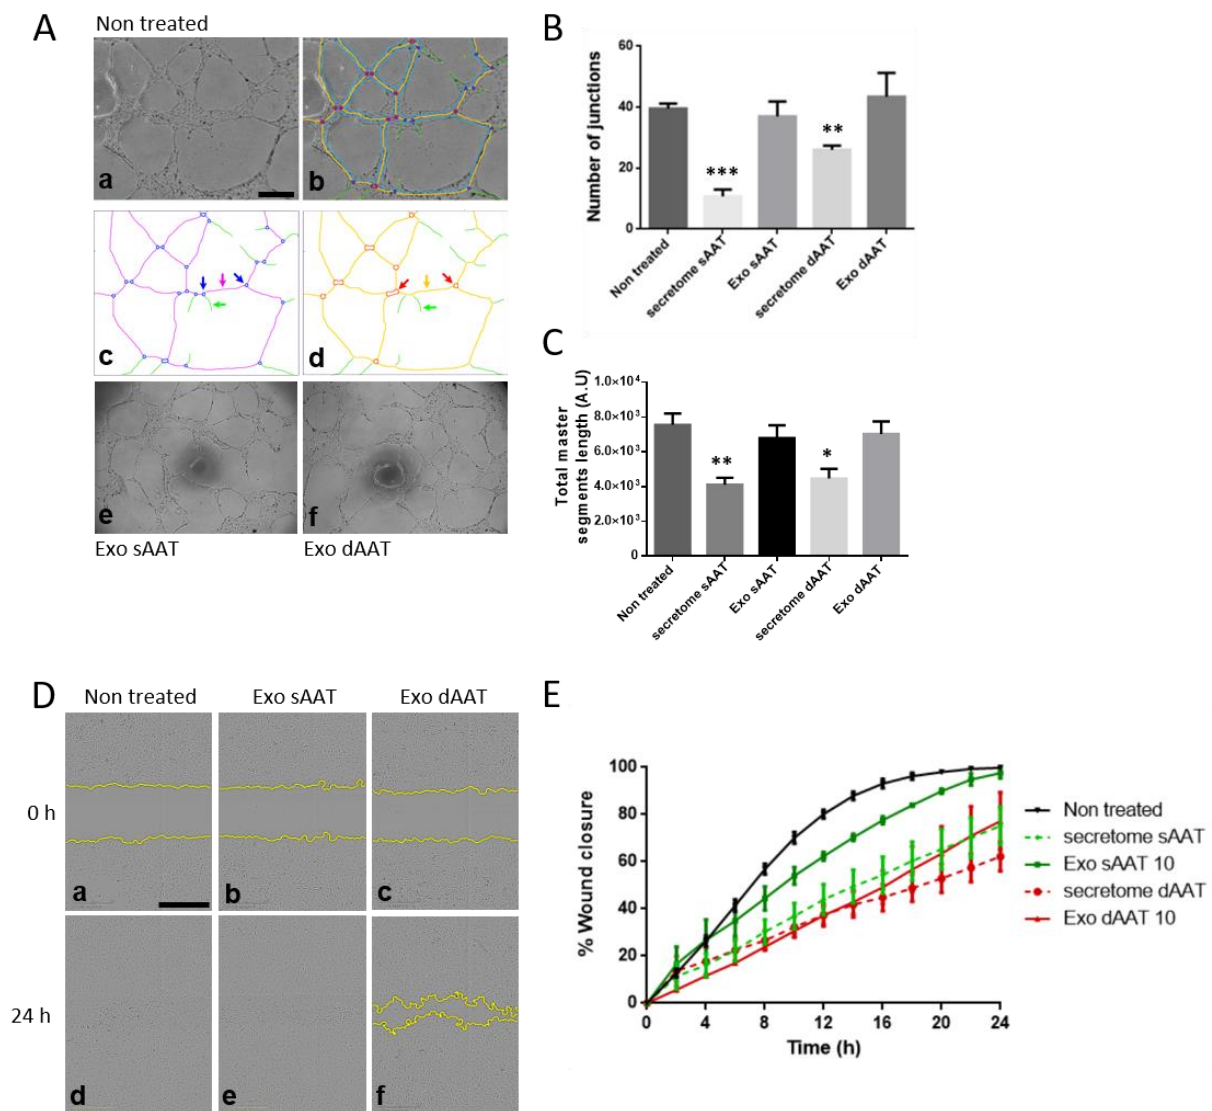 A
Non treated
a
b
c
d
e
f
Exo sAAT
Exo dAAT
B
Number of junctions
60
40
20
0
***
**
Non treated
secretome sAAT
Exo sAAT
secretome dAAT
Exo dAAT
C
Total master
segments length (A.U)
1.0×10⁴
8.0×10³
6.0×10³
4.0×10³
2.0×10³
0
**
*
Non treated
secretome sAAT
Exo sAAT
secretome dAAT
Exo dAAT
D
Non treated
Exo sAAT
Exo dAAT
0 h
a
b
c
24 h
d
e
f
E
% Wound closure
100
80
60
40
20
0
0 4 8 12 16 20 24
Time (h)
Non treated
secretome sAAT
Exo sAAT 10
secretome dAAT
Exo dAAT 10